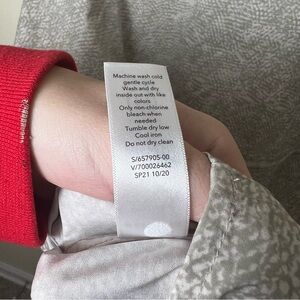 Machine wash cold
gentle cycle
Wash and dry
inside out with like
colors
Only non-chlorine
bleach when
needed
Tumble dry low
Cool iron
Do not dry clean
S/657905-00
V/700026462
SP21 10/20